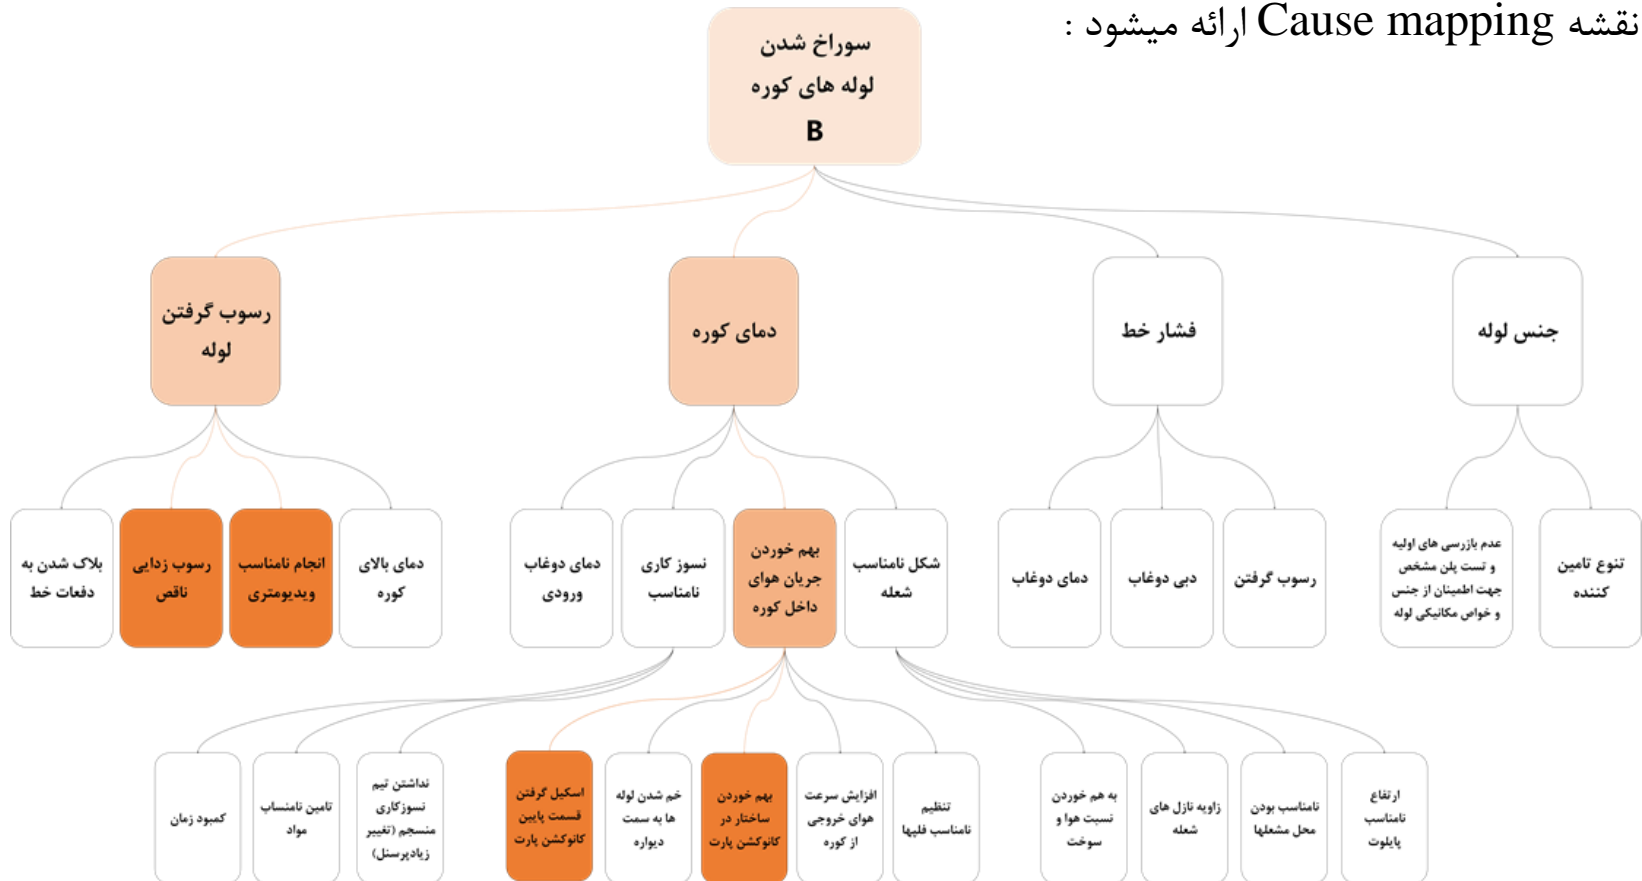 نقشه Cause mapping ارائه میشود :
سوراخ شدن
لوله های کوره
B
جنس لوله
فشار خط
دمای کوره
رسوب گرفتن
لوله
تنوع تامین
کننده
عدم بازرسی های اولیه
و تست پلن مشخص
جهت اطمینان از جنس
و خواص مکانیکی لوله
رسوب گرفتن
دبی دوغاب
دمای دوغاب
شکل نامناسب
شعله
بهم خوردن
جریان هوای
داخل کوره
نسوز کاری
نامناسب
دمای دوغاب
ورودی
دمای بالای
کوره
انجام نامناسب
ویدیومتری
رسوب زدایی
ناقص
بلاک شدن به
دفعات خط
ارتفاع
نامناسب
پایلوت
نامناسب بودن
محل مشعلها
زاویه نازل های
شعله
به هم خوردن
نسبت هوا و
سوخت
تنظیم
نامناسب فلپها
افزایش سرعت
هوای خروجی
از کوره
بهم خوردن
ساختار در
کانوکشن پارت
خم شدن لوله
ها به سمت
دیواره
اسکیل گرفتن
قسمت پایین
کانوکشن پارت
نداشتن تیم
نسوزکاری
منسجم (تغییر
زیادپرسنل)
تامین نامنساب
مواد
کمبود زمان